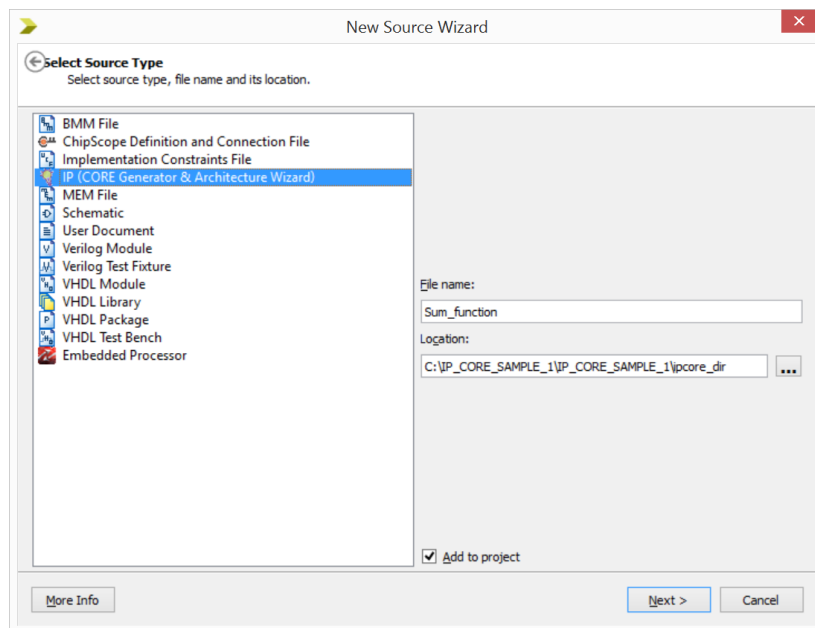 New Source Wizard
Select Source Type
Select source type, file name and its location.
BMM File
ChipScope Definition and Connection File
Implementation Constraints File
IP (CORE Generator & Architecture Wizard)
MEM File
Schematic
User Document
Verilog Module
Verilog Test Fixture
VHDL Module
VHDL Library
VHDL Package
VHDL Test Bench
Embedded Processor
File name:
Sum_function
Location:
C:\IP_CORE_SAMPLE_1\IP_CORE_SAMPLE_1\ipcore_dir
...
Add to project
More Info
Next >
Cancel